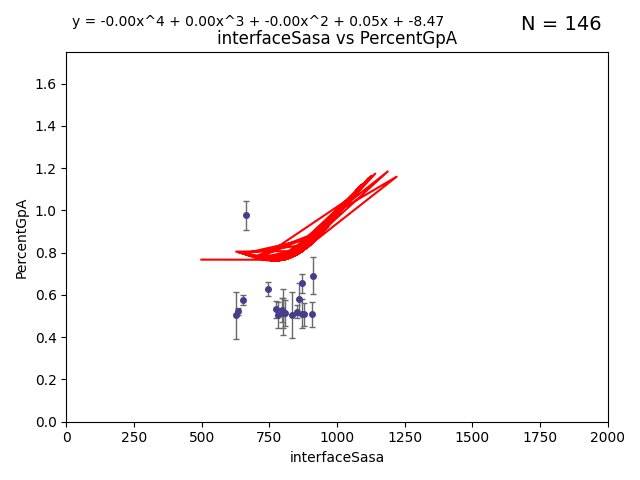 y = -0.00x^4 + 0.00x^3 + -0.00x^2 + 0.05x + -8.47
N = 146
interfaceSasa vs PercentGpA
PercentGpA
1.6
1.4
1.2
1.0
0.8
0.6
0.4
0.2
0.0
0 250 500 750 1000 1250 1500 1750 2000
interfaceSasa